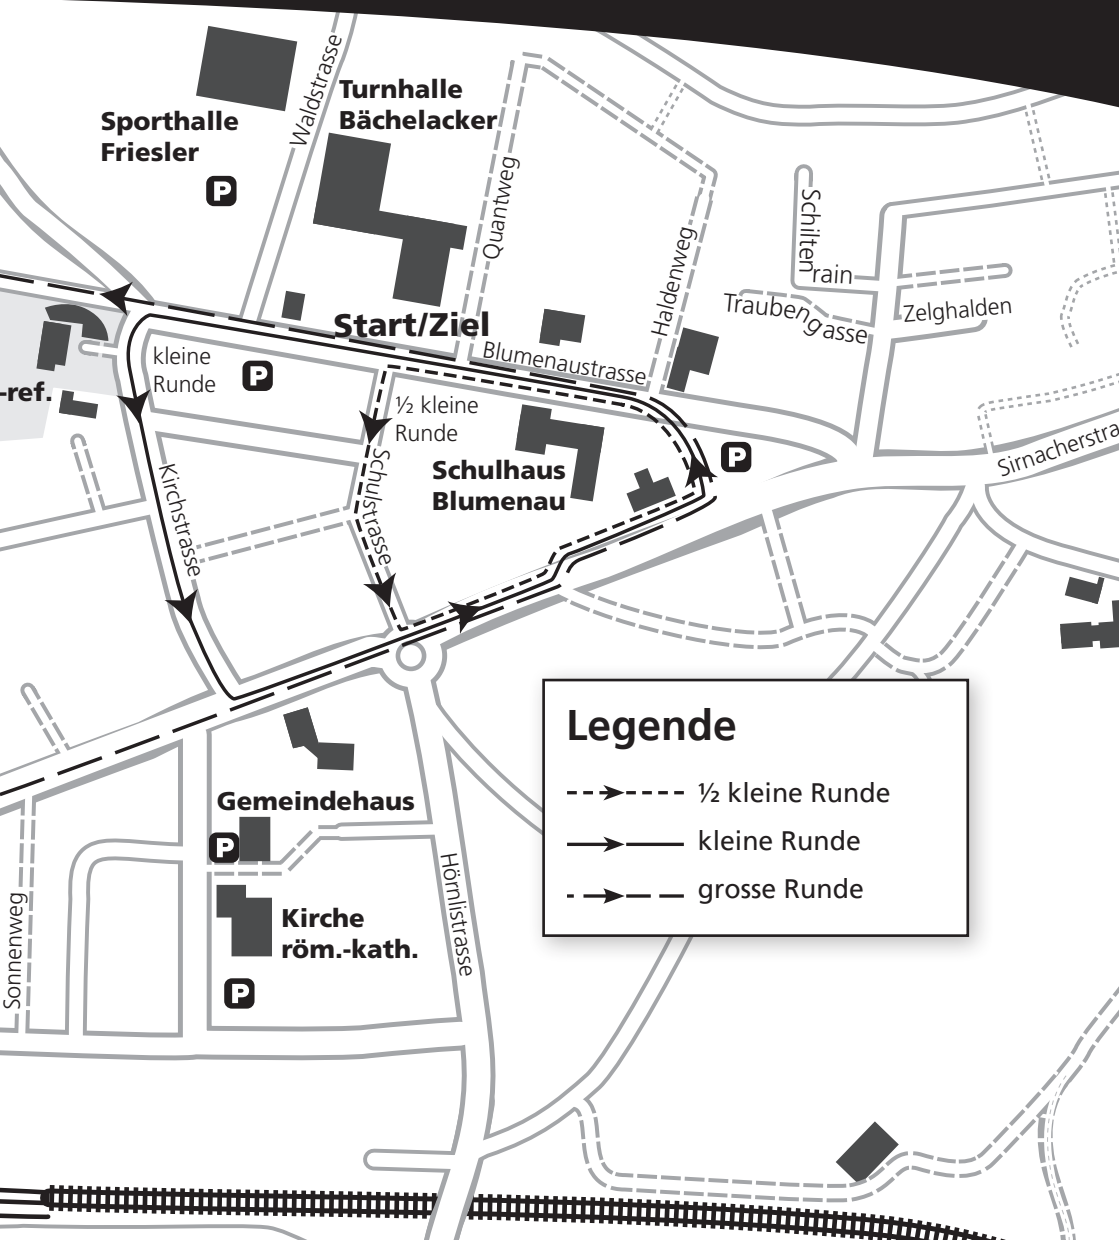 Waldstrasse
Turnhalle
Bächelacker
Sporthalle
Friesler
P
Quantweg
Schilten
rain
Haldenweg
Traubengasse
Zelghalden
Start/Ziel
Blumenaustrasse
kleine
Runde
P
-ref.
½ kleine
Runde
P
Sirnacherstra
Schulhaus
Blumenau
Kirchstrasse
Schulstrasse
Legende
½ kleine Runde
kleine Runde
grosse Runde
Gemeindehaus
P
Hörnlistrasse
Sonnenweg
Kirche
röm.-kath.
P